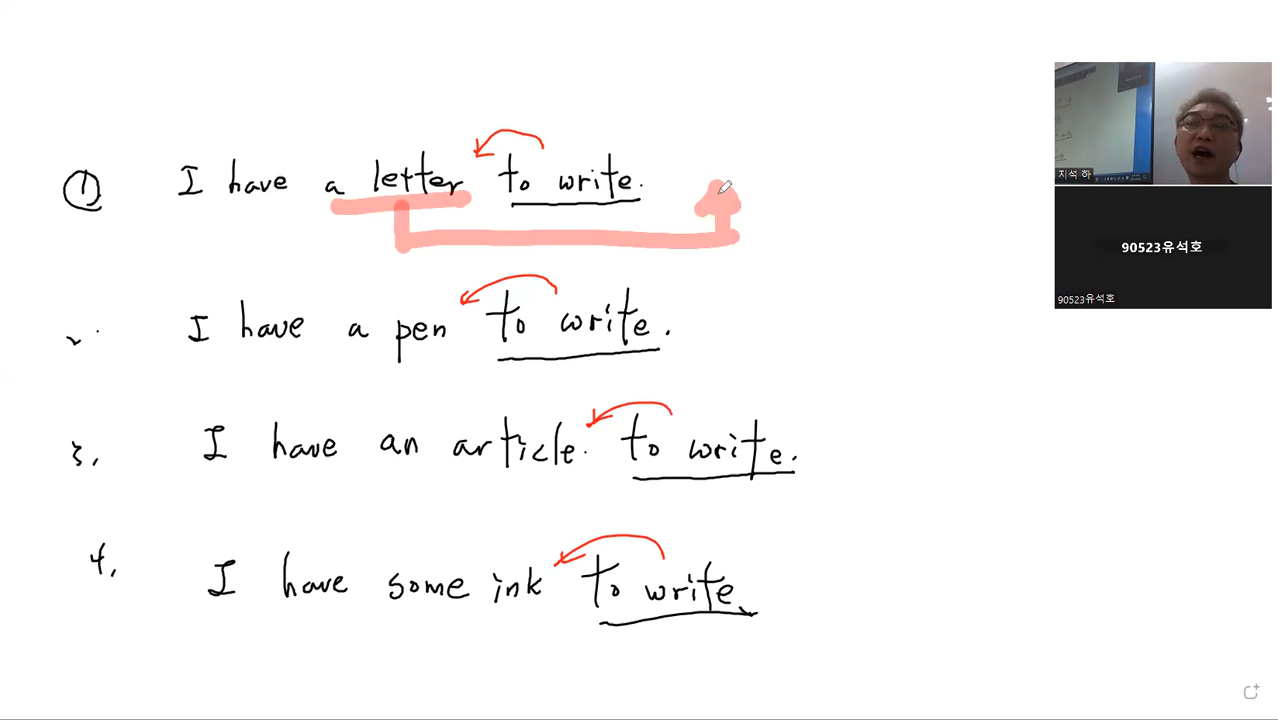 ① I have a letter to write.
2. I have a pen to write.
3. I have an article. to write.
4. I have some ink to write.
지석 하
90523유석호
90523유석호